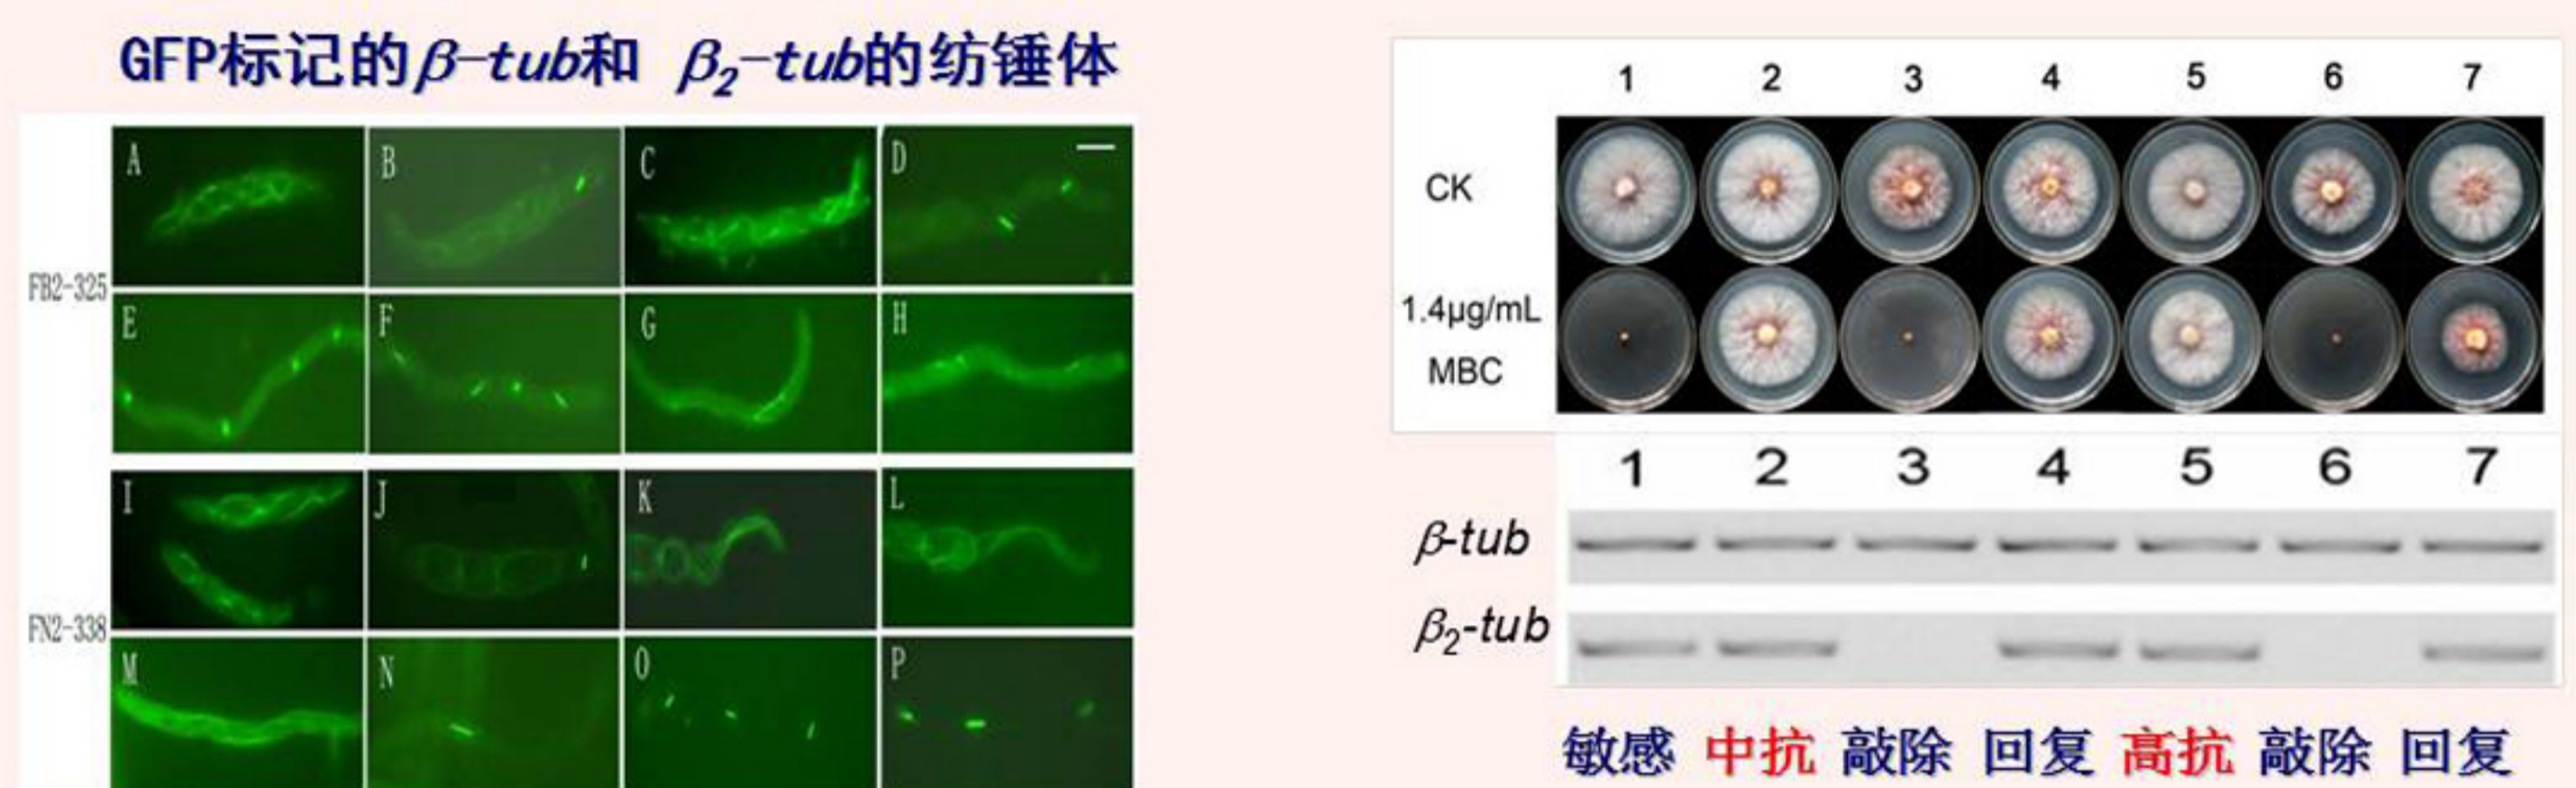 GFP标记的β-tub和 β₂-tub的纺锤体
A B C D
FB2-325
E F G H
I J K L
FN2-338
M N O P
1 2 3 4 5 6 7
CK
1.4μg/mL
MBC
1 2 3 4 5 6 7
β-tub
β₂-tub
敏感 中抗 敲除 回复 高抗 敲除 回复